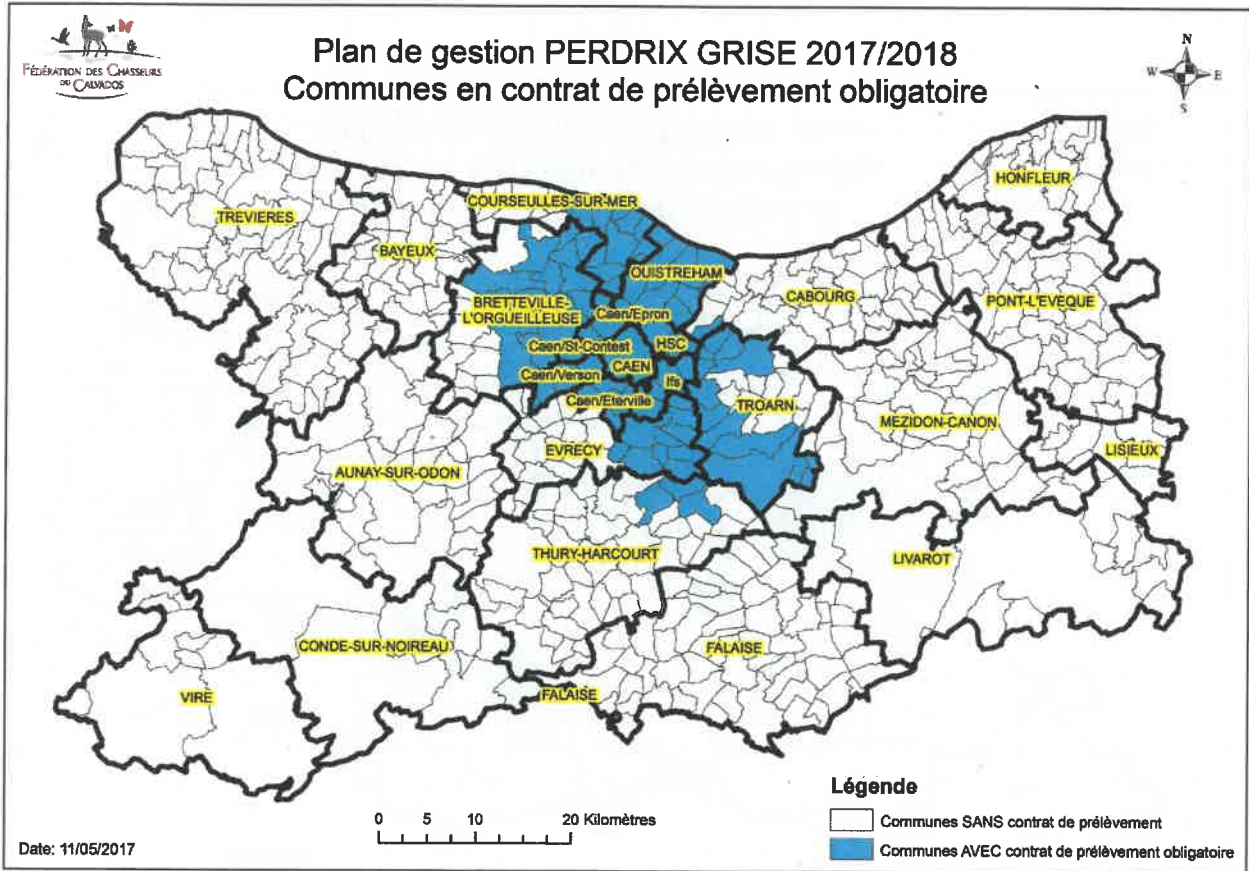 FÉDÉRATION DES CHASSEURS
DU CALVADOS
Plan de gestion PERDRIX GRISE 2017/2018
Communes en contrat de prélèvement obligatoire
N
W
E
S
HONFLEUR
COURSEULLES-SUR-MER
TREVIERES
BAYEUX
OUISTREHAM
CABOURG
PONT-L'EVEQUE
BRETTEVILLE-
L'ORGUEILLEUSE
Caen/Epron
Caen/St-Contest
HSC
CAEN
Caen/Verson
Ifs
Caen/Eterville
TROARN
MEZIDON-CANON
EVRECY
LISIEUX
AUNAY-SUR-ODON
THURY-HARCOURT
LIVAROT
CONDE-SUR-NOIREAU
FALAISE
VIRE
FALAISE
Légende
0 5 10 20 Kilomètres
Communes SANS contrat de prélèvement
Communes AVEC contrat de prélèvement obligatoire
Date: 11/05/2017